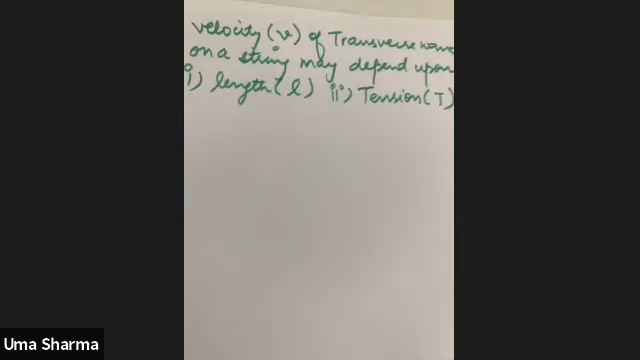 velocity (v) of Transverse wave
on a string may depend upon
i) length (l) ii) Tension (T)
Uma Sharma